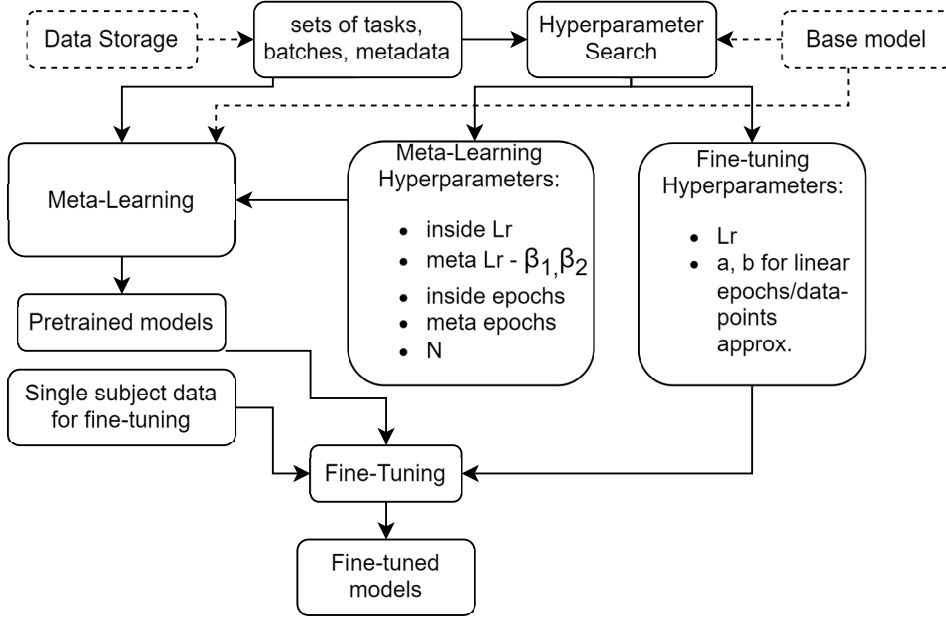 Data Storage
sets of tasks,
batches, metadata
Hyperparameter
Search
Base model
Meta-Learning
Meta-Learning
Hyperparameters:
• inside Lr
• meta Lr - β1,β2
• inside epochs
• meta epochs
• N
Fine-tuning
Hyperparameters:
• Lr
• a, b for linear
epochs/data-
points
approx.
Pretrained models
Single subject data
for fine-tuning
Fine-Tuning
Fine-tuned
models